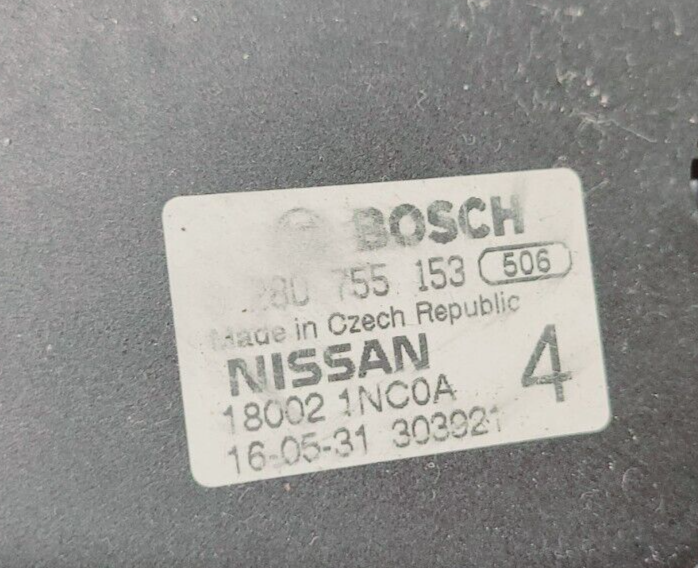 BOSCH
280 755 153 506
Made in Czech Republic
NISSAN
4
18002 1NC0A
16-05-31 303921